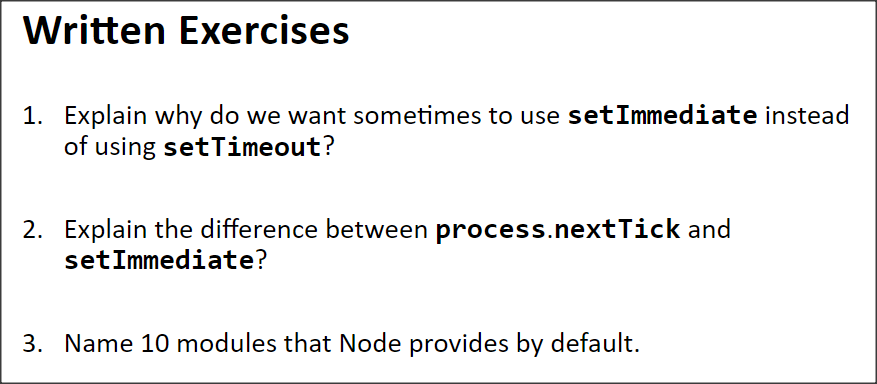 Written Exercises
1. Explain why do we want sometimes to use setImmediate instead
of using setTimeout?
2. Explain the difference between process.nextTick and
setImmediate?
3. Name 10 modules that Node provides by default.